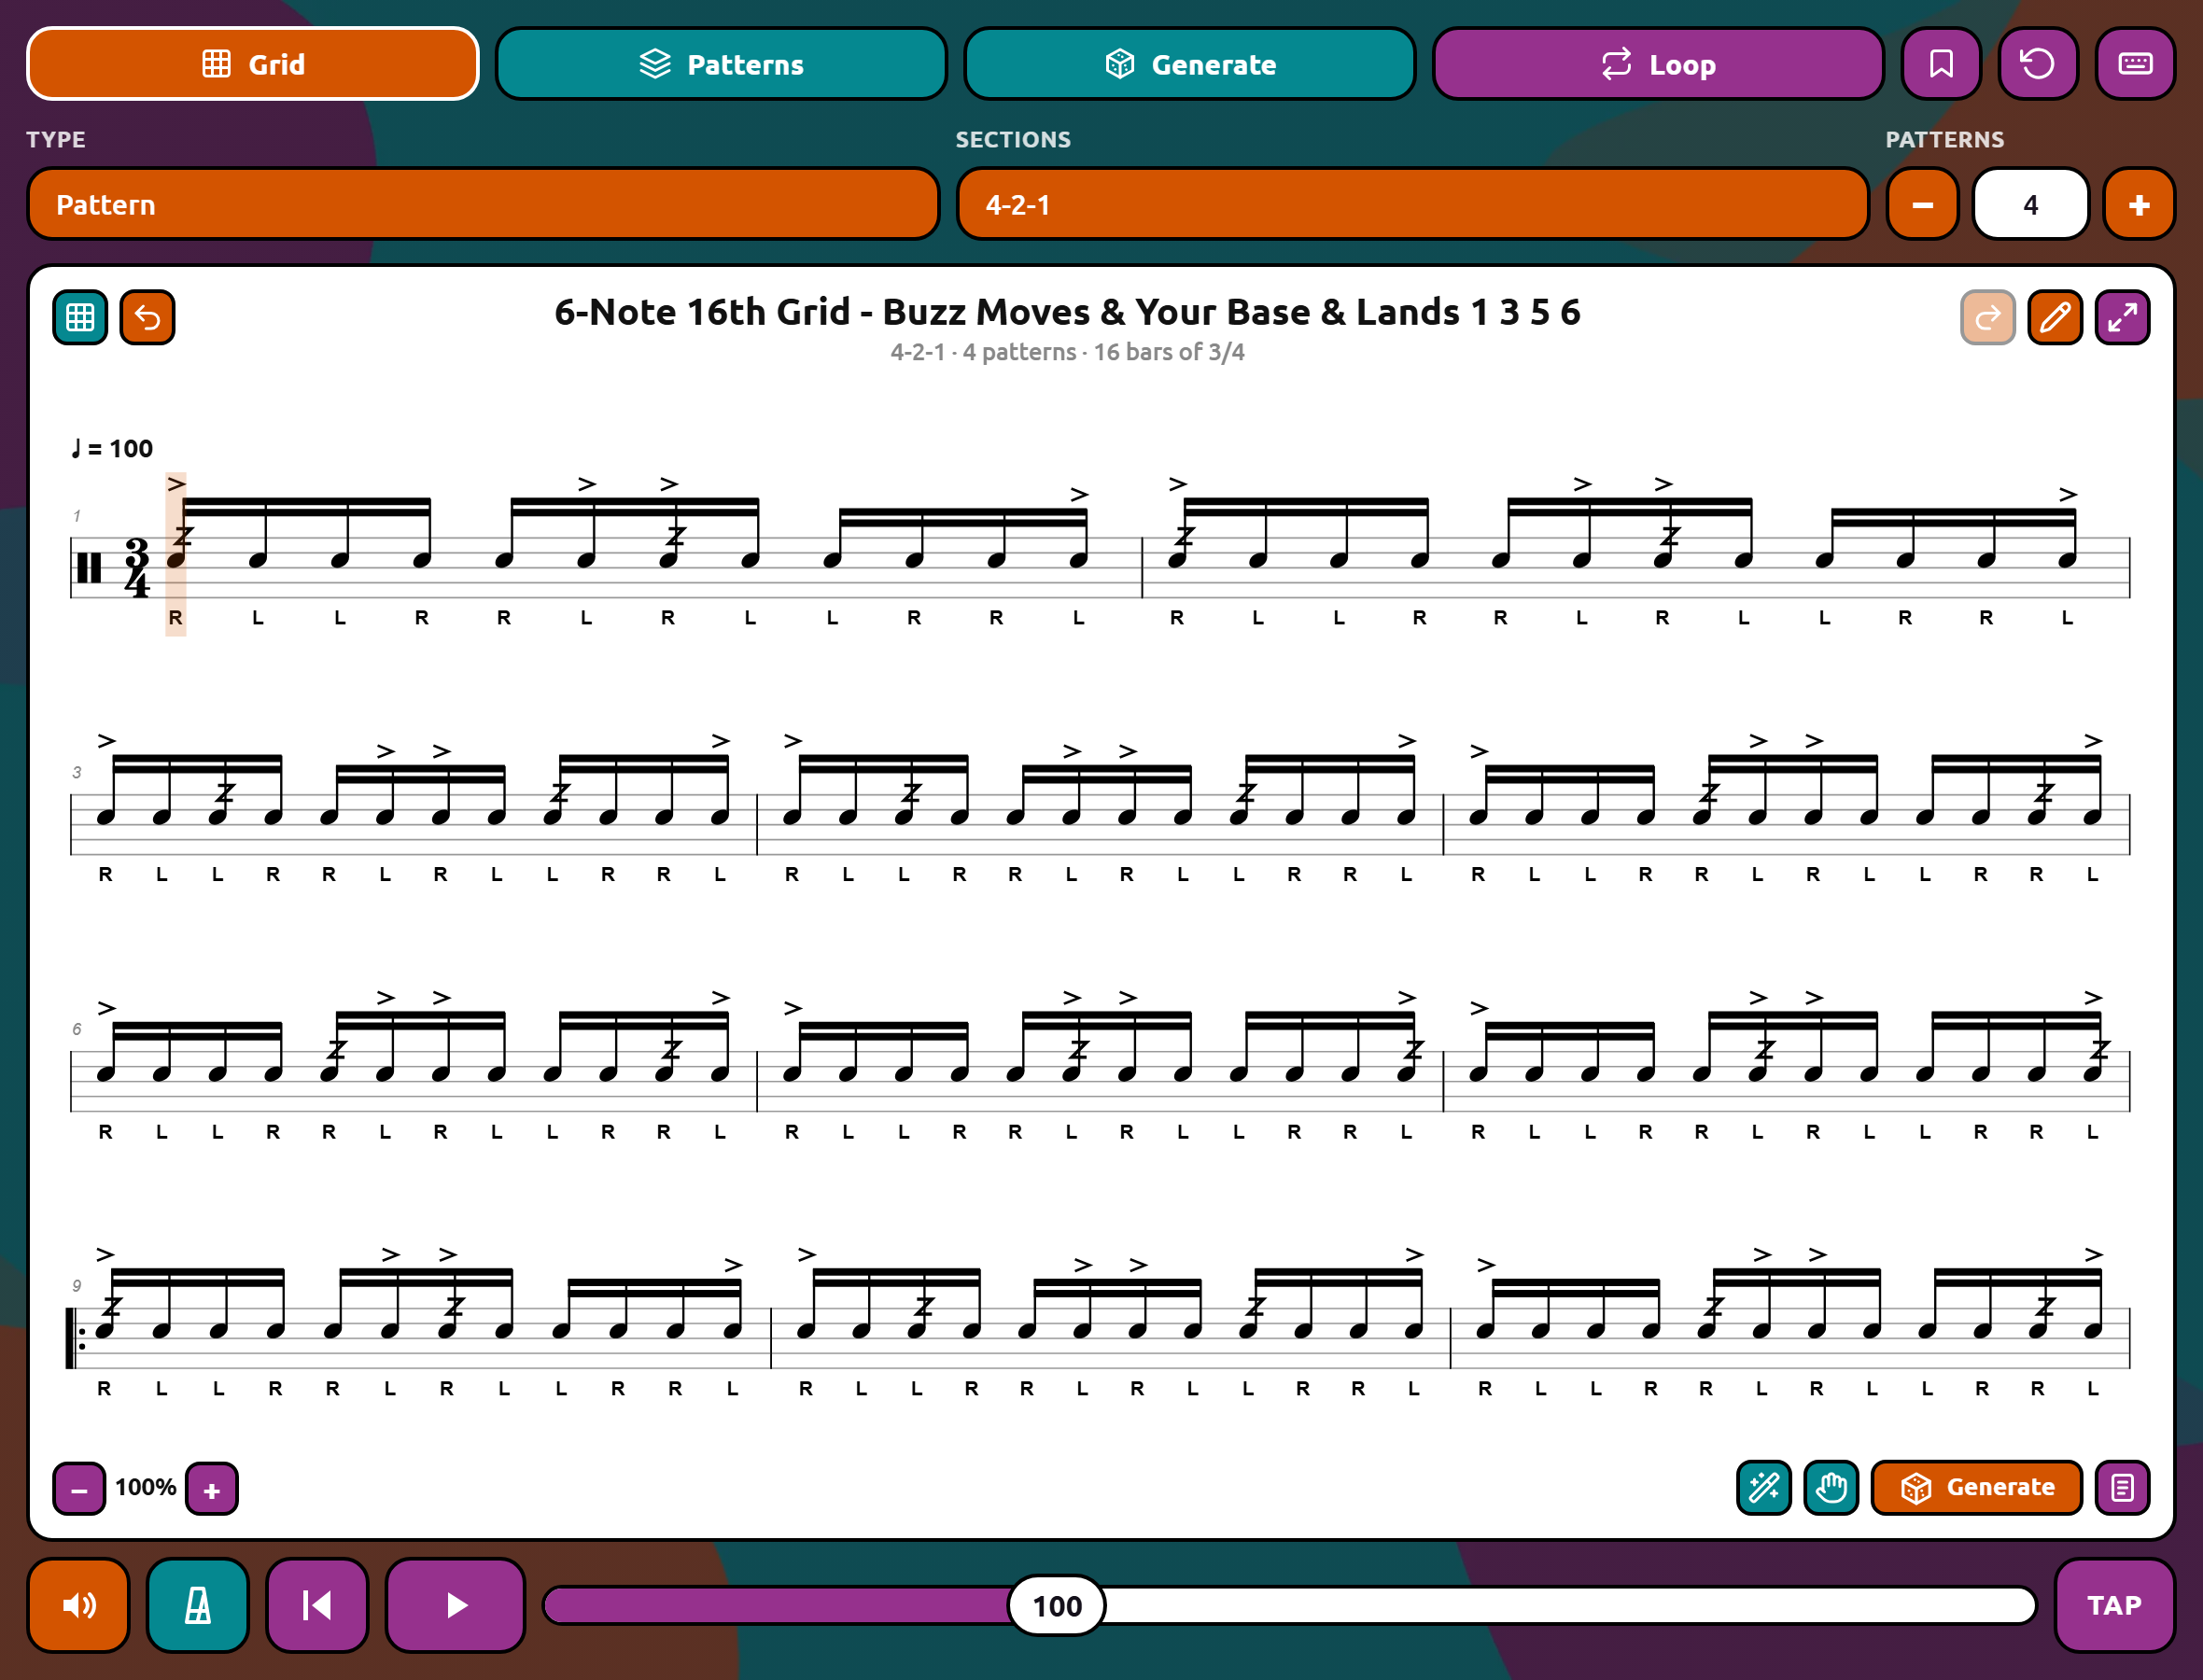 Grid Patterns Generate Loop
TYPE SECTIONS PATTERNS
Pattern 4-2-1 4
6-Note 16th Grid - Buzz Moves & Your Base & Lands 1 3 5 6
4-2-1 · 4 patterns · 16 bars of 3/4
♩ = 100
1
3
4
R L L R R L R L L R R L R L L R R L R L L R R L
3
R L L R R L R L L R R L R L L R R L R L L R R L R L L R R L R L L R R L
6
R L L R R L R L L R R L R L L R R L R L L R R L R L L R R L R L L R R L
9
R L L R R L R L L R R L R L L R R L R L L R R L R L L R R L R L L R R L
100% Generate
100 TAP